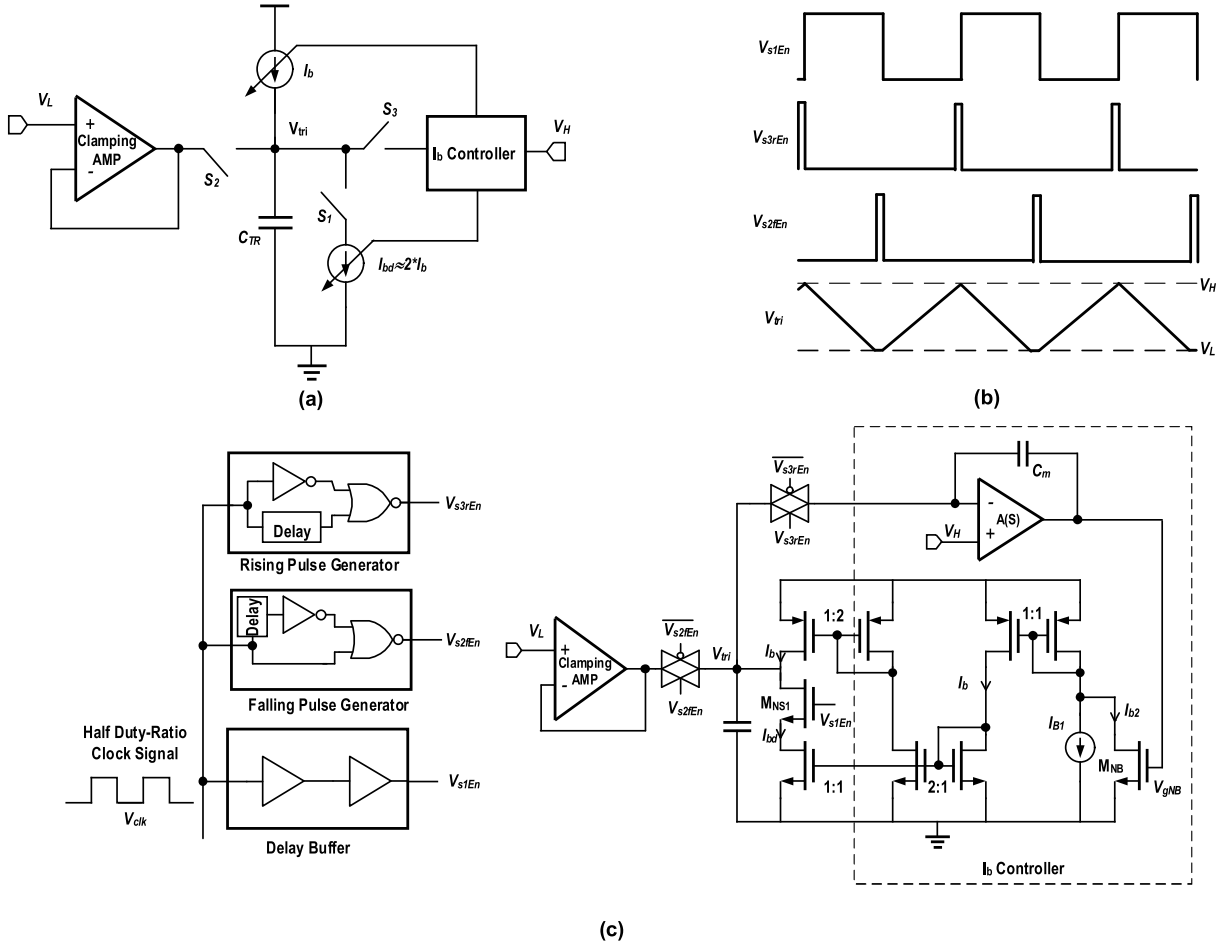 V_L
+
-
Clamping
AMP
S_2
I_b
V_tri
S_3
V_H
I_b Controller
S_1
C_TR
I_bd≈2*I_b
(a)
V_s1En
V_s3rEn
V_s2fEn
V_tri
V_H
V_L
(b)
Delay
V_s3rEn
Rising Pulse Generator
Delay
V_s2fEn
Falling Pulse Generator
Half Duty-Ratio
Clock Signal
V_clk
V_s1En
Delay Buffer
V_s3rEn
V_s3rEn
C_m
-
A(S)
+
V_H
V_L
+
-
Clamping
AMP
V_s2fEn
V_s2fEn
V_tri
1:2
1:1
I_b
M_NS1
V_s1En
I_bd
1:1
2:1
I_b
I_B1
I_b2
M_NB
V_gNB
I_b Controller
(c)